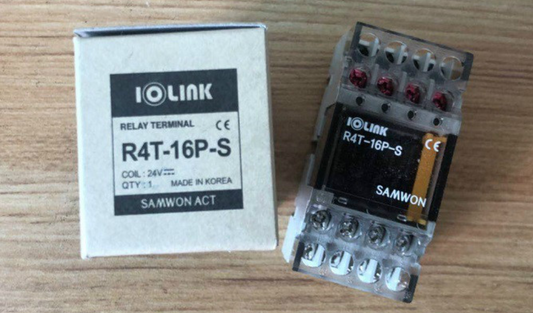 IOLINK
RELAY TERMINAL CE
R4T-16P-S
COIL : 24V⎓
QTY : 1 MADE IN KOREA
SAMWON ACT
IOLINK
R4T-16P-S
CE
SAMWON